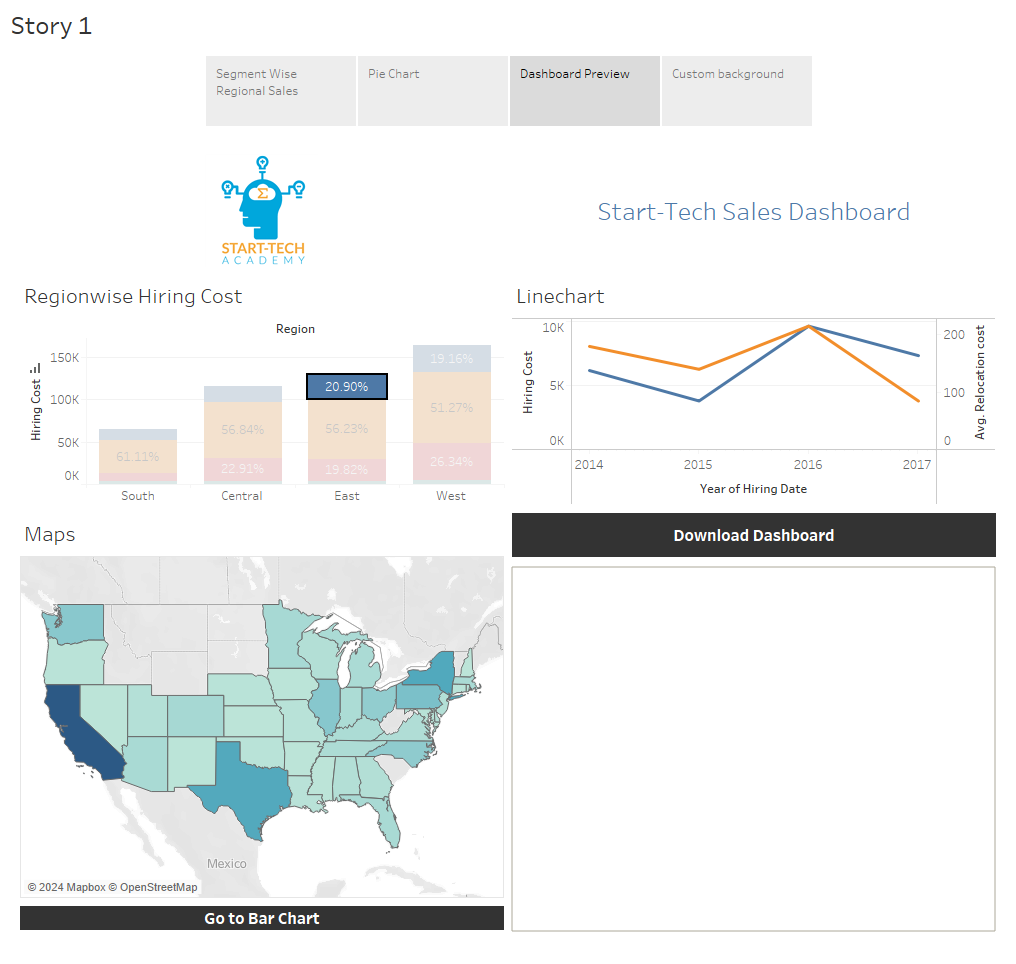 Story 1
Segment Wise
Regional Sales
Pie Chart
Dashboard Preview
Custom background
Σ
START-TECH
ACADEMY
Start-Tech Sales Dashboard
Regionwise Hiring Cost
Region
Hiring Cost
150K
100K
50K
0K
19.16%
20.90%
51.27%
56.84%
56.23%
61.11%
26.34%
22.91%
19.82%
South
Central
East
West
Linechart
Hiring Cost
10K
5K
0K
200
100
0
Avg. Relocation cost
2014
2015
2016
2017
Year of Hiring Date
Maps
Mexico
© 2024 Mapbox © OpenStreetMap
Go to Bar Chart
Download Dashboard